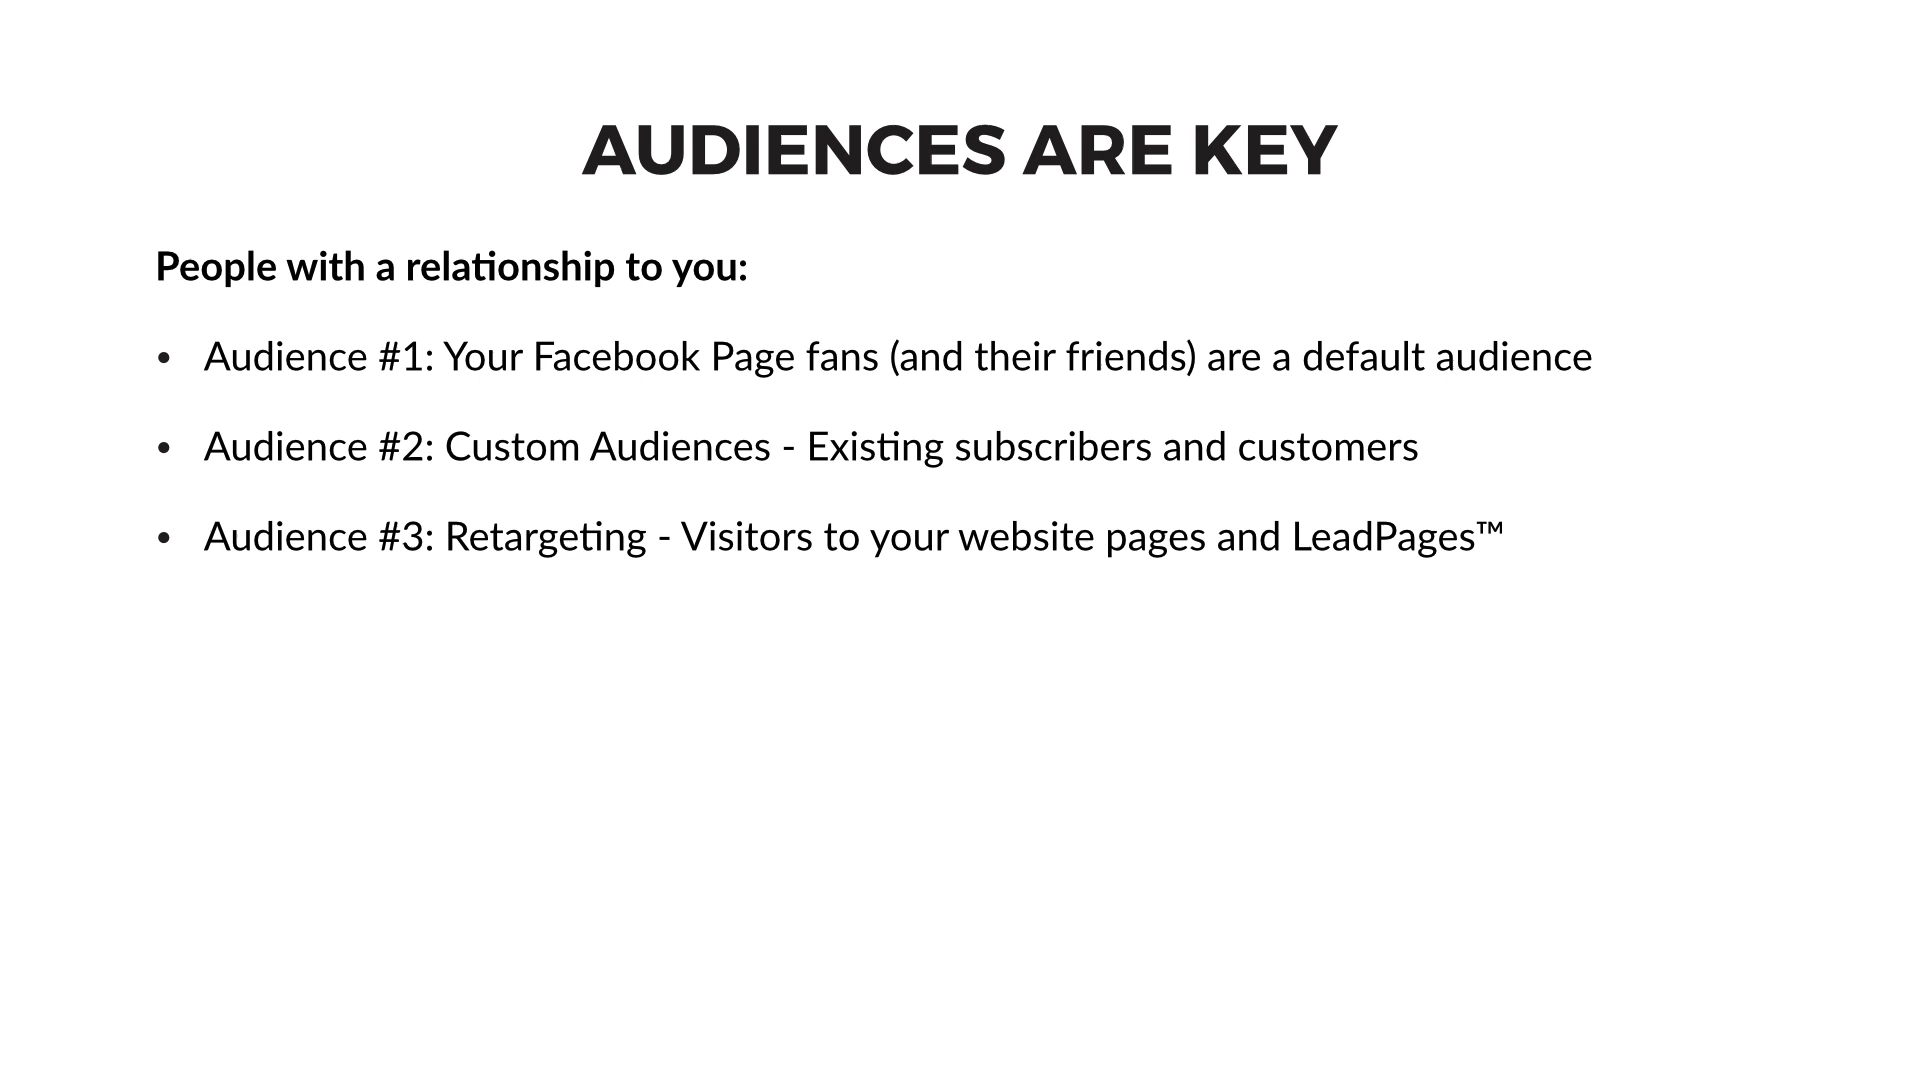 AUDIENCES ARE KEY
People with a relationship to you:
• Audience #1: Your Facebook Page fans (and their friends) are a default audience
• Audience #2: Custom Audiences - Existing subscribers and customers
• Audience #3: Retargeting - Visitors to your website pages and LeadPages™